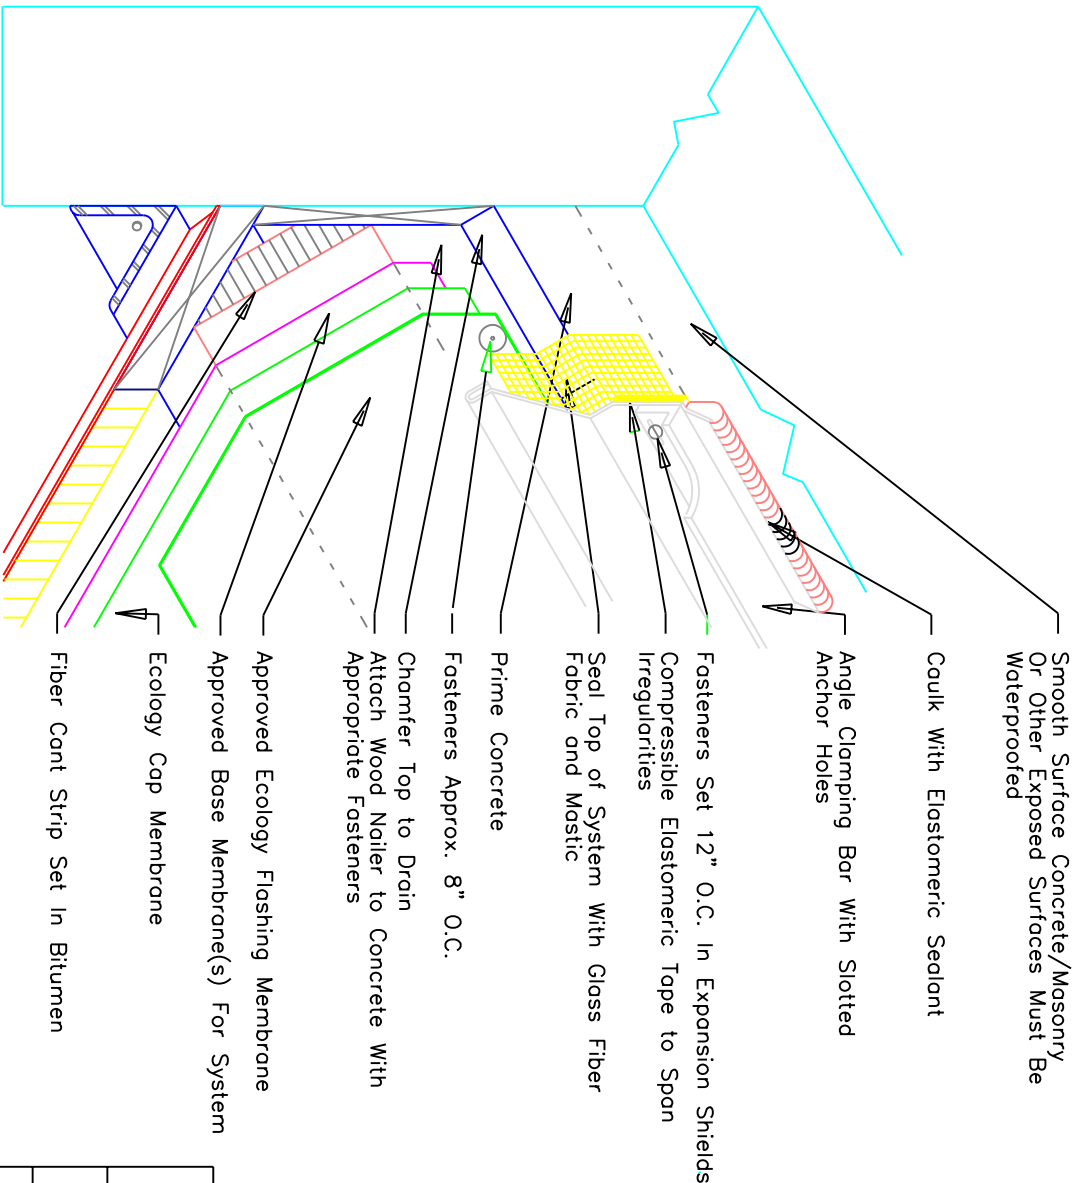 Smooth Surface Concrete/Masonry
Or Other Exposed Surfaces Must Be
Waterproofed
Caulk With Elastomeric Sealant
Angle Clamping Bar With Slotted
Anchor Holes
Fasteners Set 12" O.C. In Expansion Shields
Compressible Elastomeric Tape to Span
Irregularities
Seal Top of System With Glass Fiber
Fabric and Mastic
Prime Concrete
Fasteners Approx. 8" O.C.
Chamfer Top to Drain
Attach Wood Nailer to Concrete With
Appropriate Fasteners
Approved Ecology Flashing Membrane
Approved Base Membrane(s) For System
Ecology Cap Membrane
Fiber Cant Strip Set In Bitumen